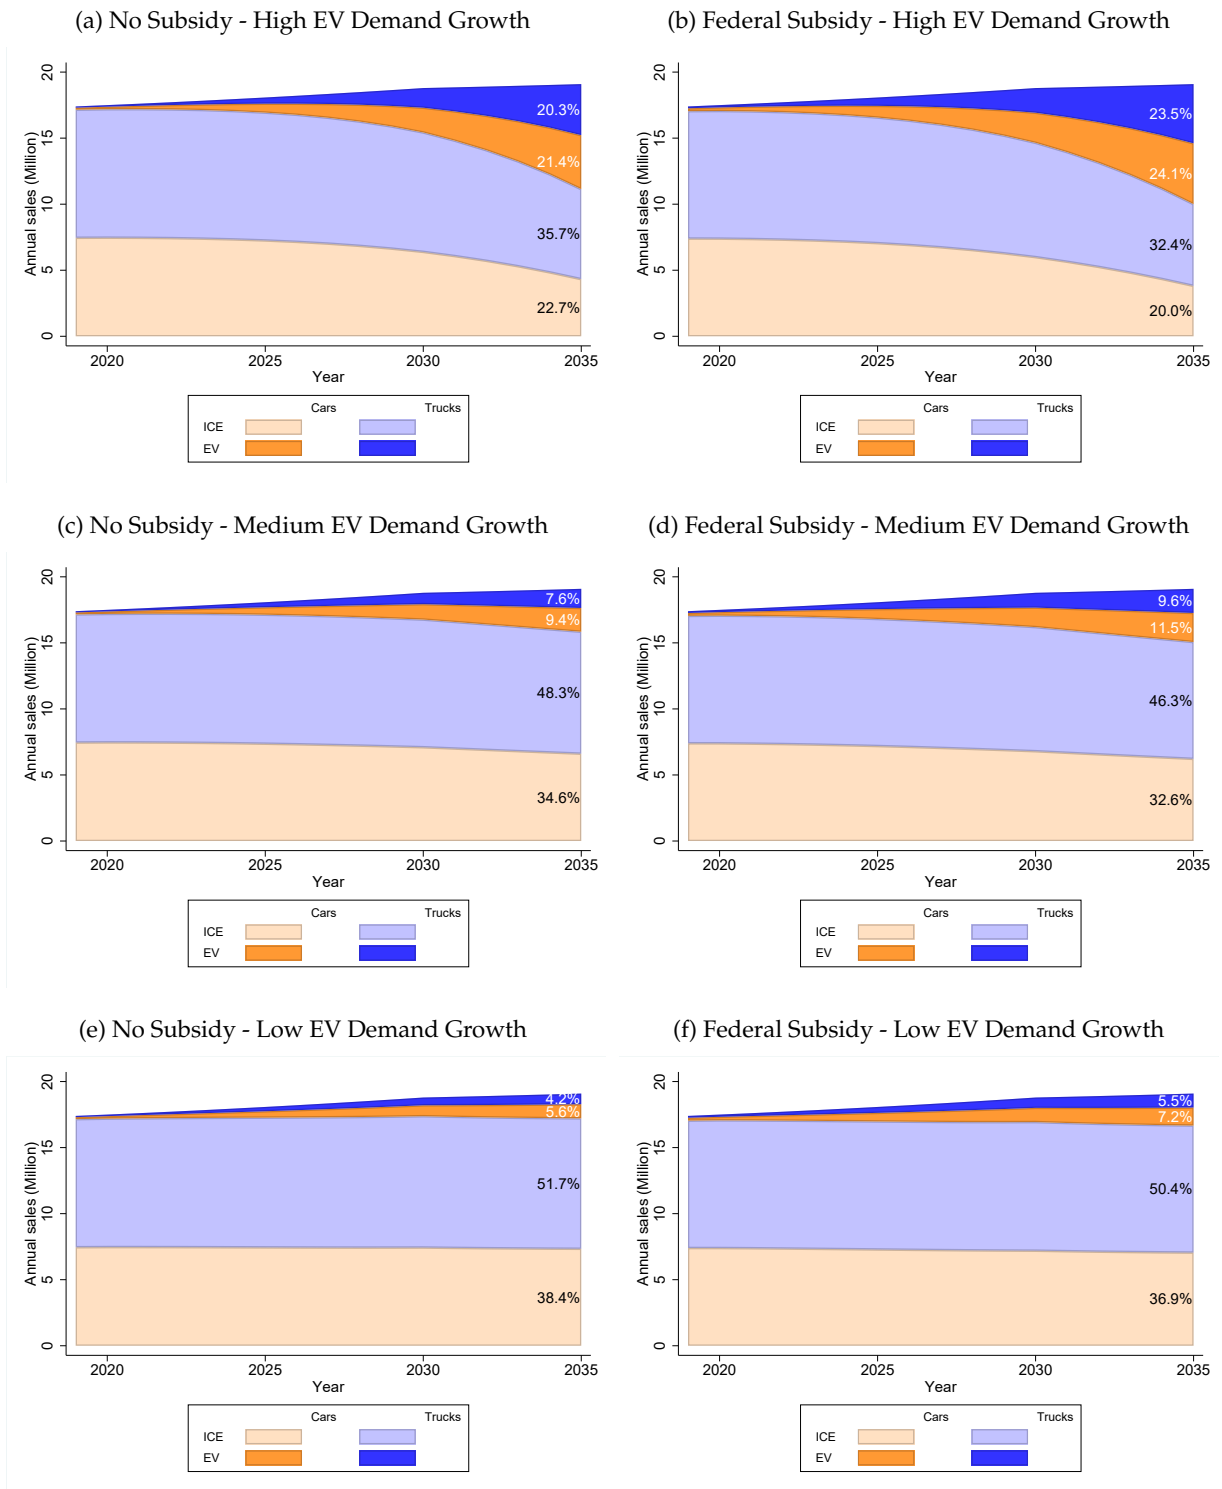 (a) No Subsidy - High EV Demand Growth
20
15
10
5
0
Annual sales (Million)
20.3%
21.4%
35.7%
22.7%
2020 2025 2030 2035
Year
Cars Trucks
ICE
EV
(b) Federal Subsidy - High EV Demand Growth
20
15
10
5
0
Annual sales (Million)
23.5%
24.1%
32.4%
20.0%
2020 2025 2030 2035
Year
Cars Trucks
ICE
EV
(c) No Subsidy - Medium EV Demand Growth
20
15
10
5
0
Annual sales (Million)
7.6%
9.4%
48.3%
34.6%
2020 2025 2030 2035
Year
Cars Trucks
ICE
EV
(d) Federal Subsidy - Medium EV Demand Growth
20
15
10
5
0
Annual sales (Million)
9.6%
11.5%
46.3%
32.6%
2020 2025 2030 2035
Year
Cars Trucks
ICE
EV
(e) No Subsidy - Low EV Demand Growth
20
15
10
5
0
Annual sales (Million)
4.2%
5.6%
51.7%
38.4%
2020 2025 2030 2035
Year
Cars Trucks
ICE
EV
(f) Federal Subsidy - Low EV Demand Growth
20
15
10
5
0
Annual sales (Million)
5.5%
7.2%
50.4%
36.9%
2020 2025 2030 2035
Year
Cars Trucks
ICE
EV